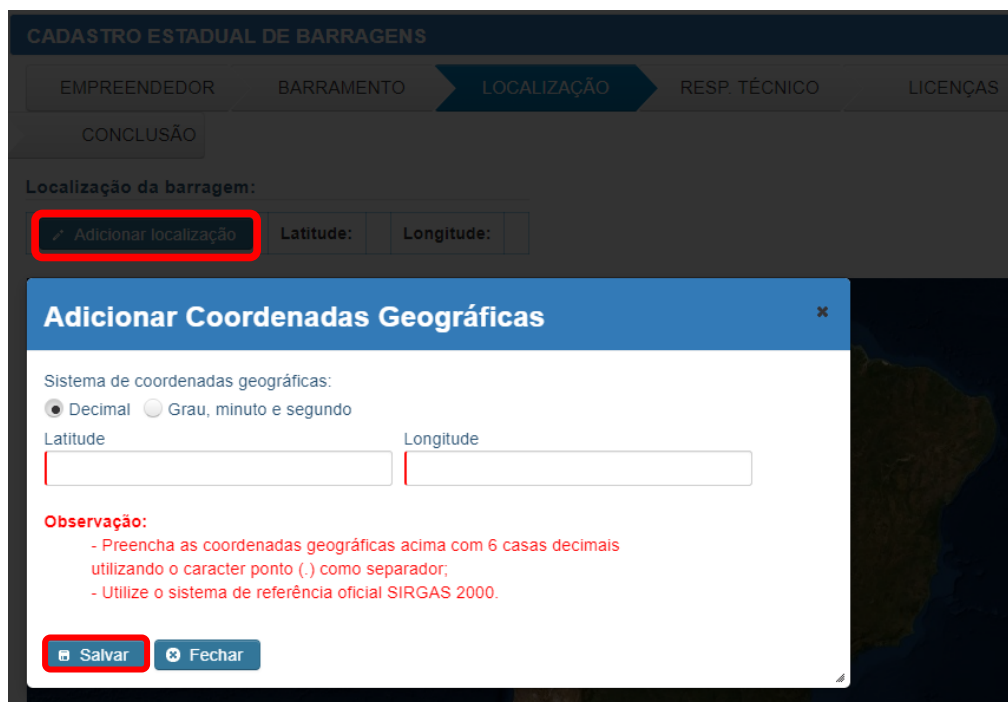 CADASTRO ESTADUAL DE BARRAGENS
EMPREENDEDOR BARRAMENTO LOCALIZAÇÃO RESP. TÉCNICO LICENÇAS
CONCLUSÃO
Localização da barragem:
Adicionar localização Latitude: Longitude:
Adicionar Coordenadas Geográficas
Sistema de coordenadas geográficas:
Decimal Grau, minuto e segundo
Latitude Longitude
Observação:
- Preencha as coordenadas geográficas acima com 6 casas decimais
utilizando o caracter ponto (.) como separador;
- Utilize o sistema de referência oficial SIRGAS 2000.
Salvar Fechar